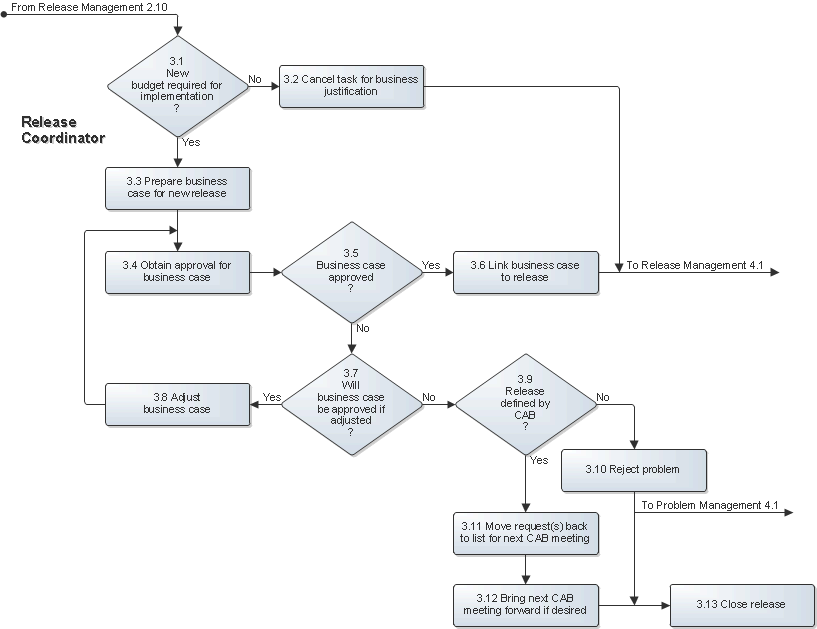 From Release Management 2.10
3.1
New
budget required for
implementation
?
No
3.2 Cancel task for business
justification
Release
Coordinator
Yes
3.3 Prepare business
case for new release
3.4 Obtain approval for
business case
3.5
Business case
approved
?
Yes
3.6 Link business case
to release
To Release Management 4.1
No
3.7
Will
business case
be approved if
adjusted
?
Yes
3.8 Adjust
business case
No
3.9
Release
defined by
CAB
?
No
Yes
3.10 Reject problem
To Problem Management 4.1
3.11 Move request(s) back
to list for next CAB meeting
3.12 Bring next CAB
meeting forward if desired
3.13 Close release